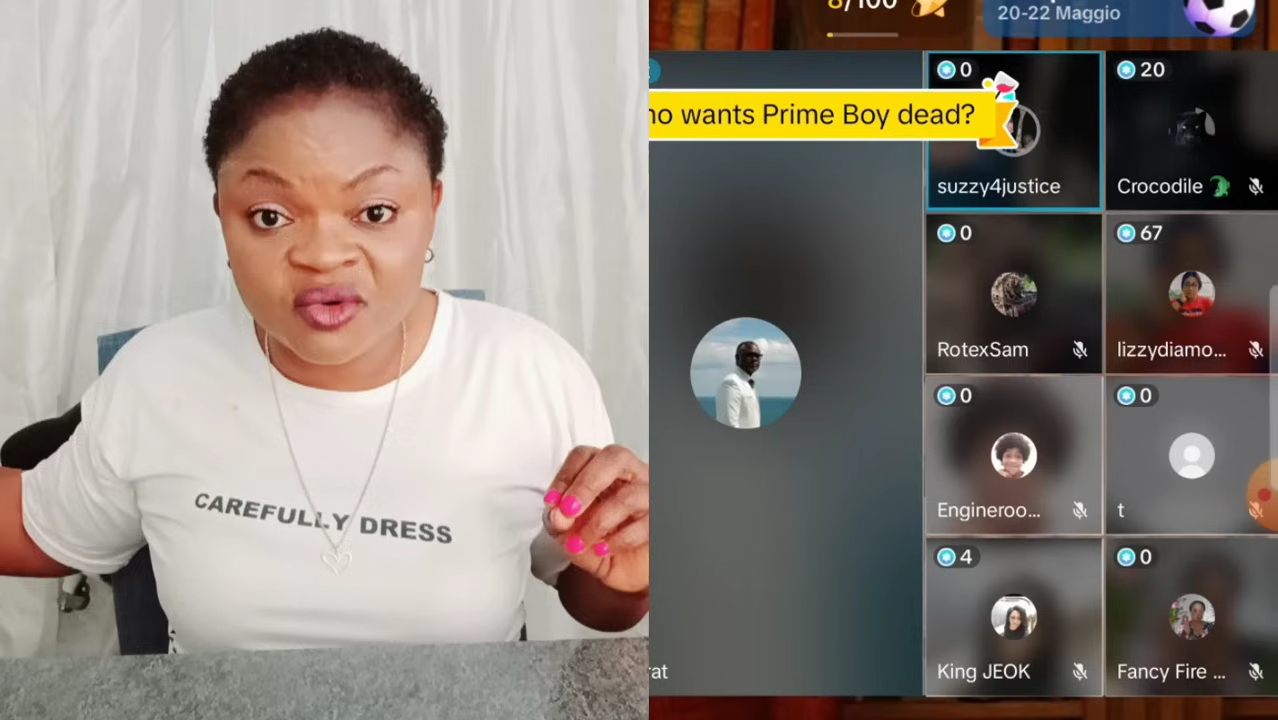 CAREFULLY DRESS
/100
20-22 Maggio
ho wants Prime Boy dead?
0
suzzy4justice
20
Crocodile 🐊
0
RotexSam
67
lizzydiamo...
0
Engineroo...
0
t
4
King JEOK
0
Fancy Fire ...
rat